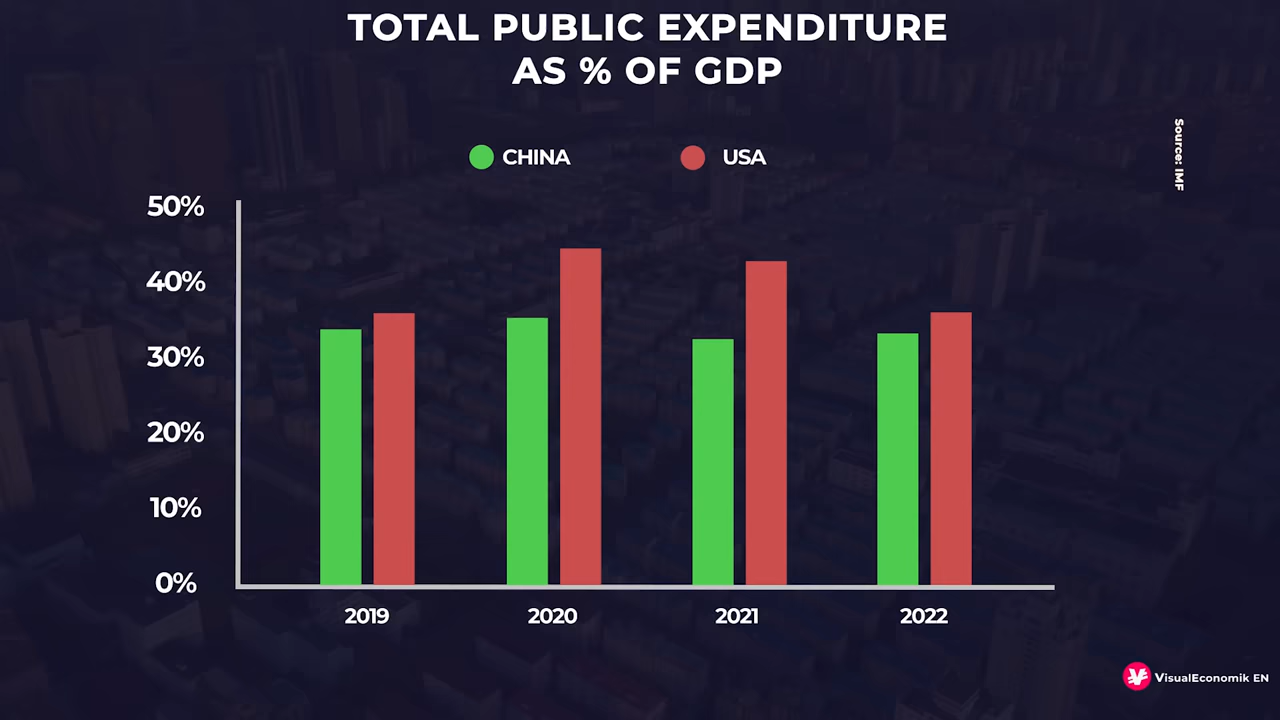 TOTAL PUBLIC EXPENDITURE
AS % OF GDP
Source: IMF
CHINA
USA
50%
40%
30%
20%
10%
0%
2019
2020
2021
2022
VisualEconomik EN